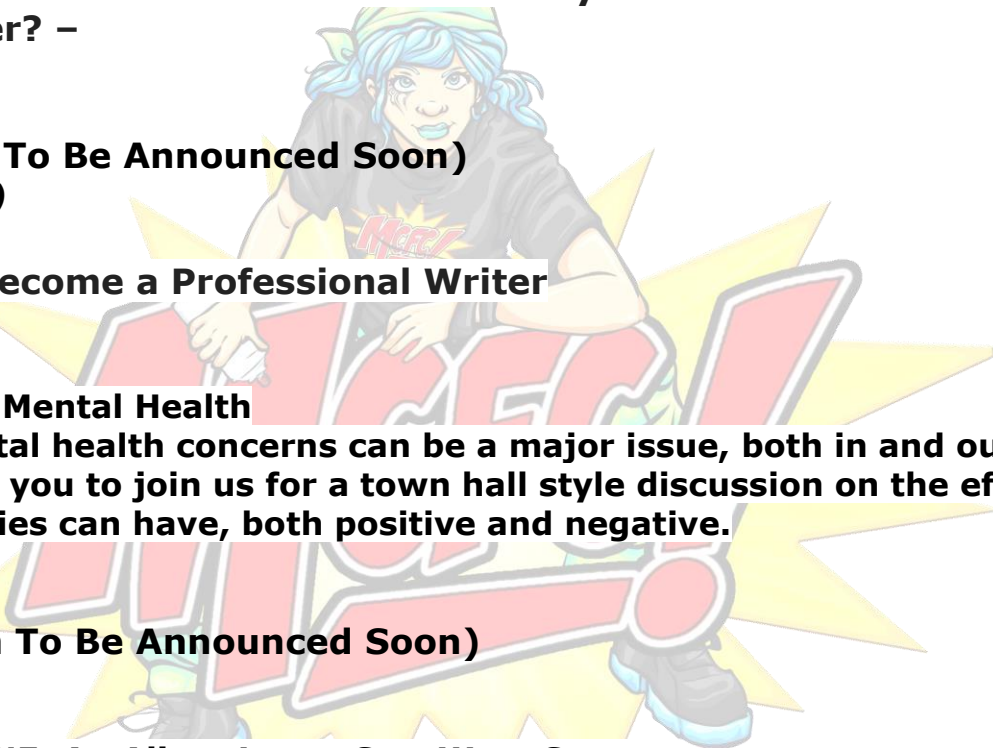 er? –
To Be Announced Soon)
)
ecome a Professional Writer
Mental Health
tal health concerns can be a major issue, both in and ou
you to join us for a town hall style discussion on the ef
ies can have, both positive and negative.
To Be Announced Soon)
MCFC!
MCFC!